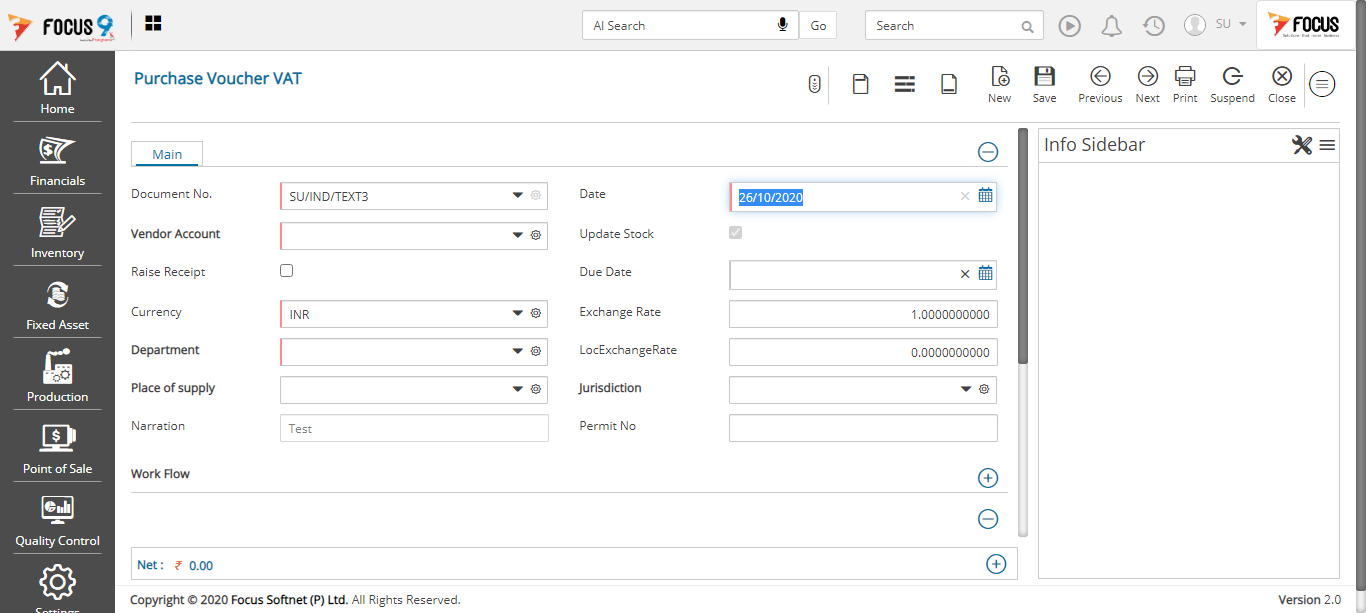 FOCUS 9
AI Search
Go
Search
SU
FOCUS
Home
Financials
Inventory
Fixed Asset
Production
Point of Sale
Quality Control
Settings
Purchase Voucher VAT
New
Save
Previous
Next
Print
Suspend
Close
Main
Document No.
SU/IND/TEXT3
Date
26/10/2020
Vendor Account
Update Stock
Raise Receipt
Due Date
Currency
INR
Exchange Rate
1.0000000000
Department
LocExchangeRate
0.0000000000
Place of supply
Jurisdiction
Narration
Test
Permit No
Work Flow
Net : ₹ 0.00
Info Sidebar
Copyright © 2020 Focus Softnet (P) Ltd. All Rights Reserved.
Version 2.0